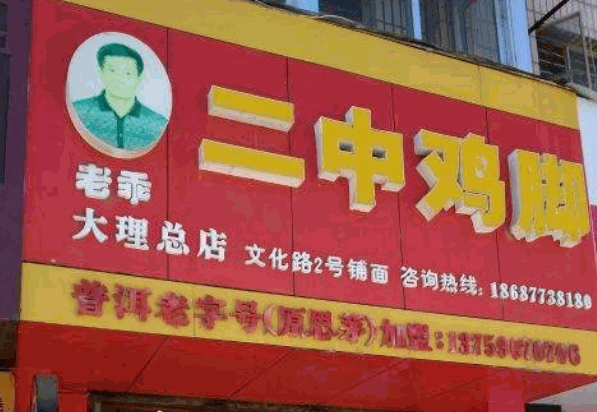 二中鸡脚
老乖
大理总店 文化路2号铺面 咨询热线:18687738180
普洱老字号(原思茅)加盟: